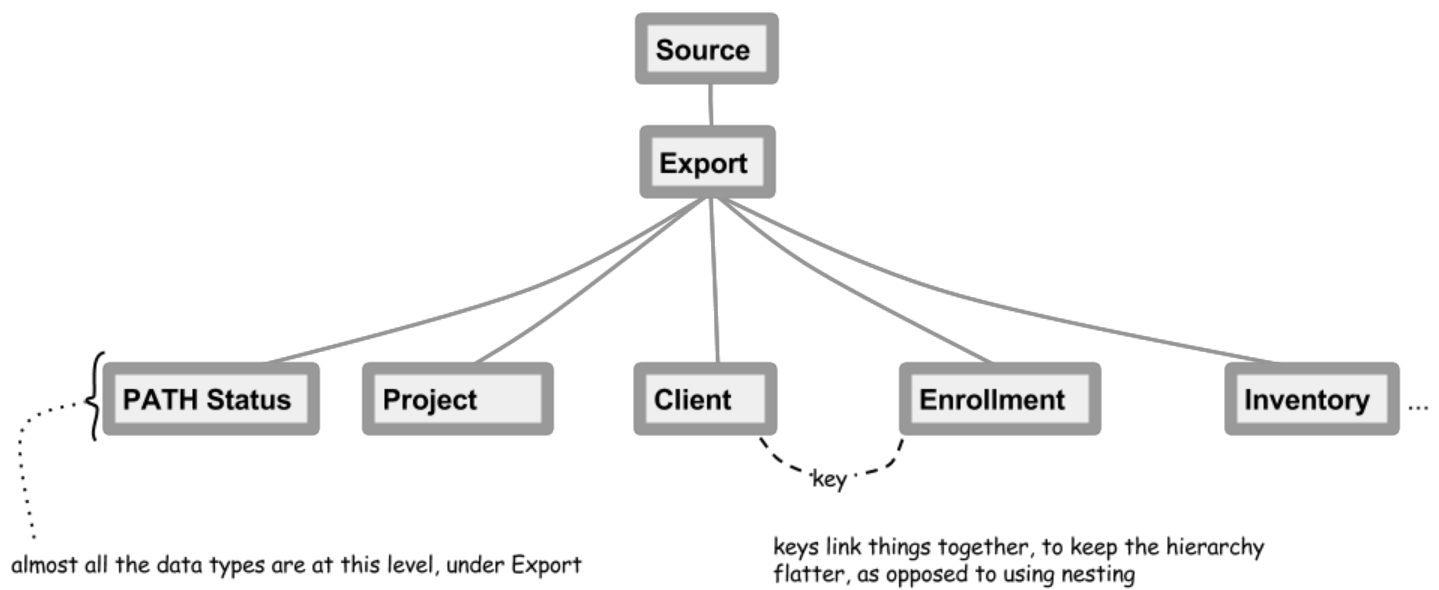 Source
Export
PATH Status
Project
Client
Enrollment
Inventory
...
key
keys link things together, to keep the hierarchy
flatter, as opposed to using nesting
almost all the data types are at this level, under Export